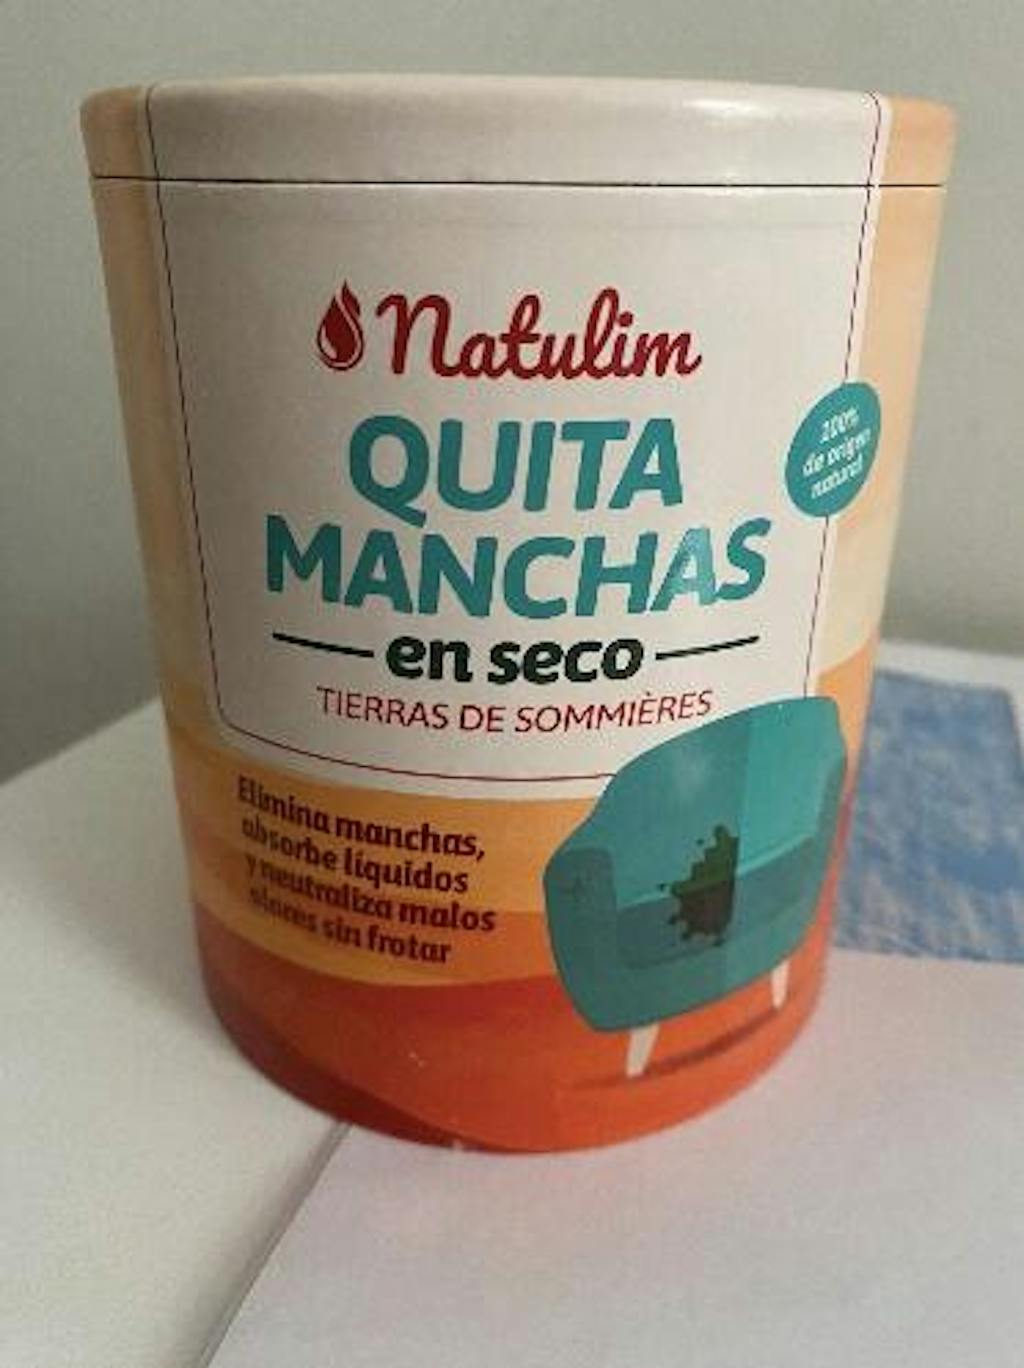 Natulim
QUITA
MANCHAS
en seco
TIERRAS DE SOMMIÈRES
100%
de origen
natural
Elimina manchas,
absorbe líquidos
y neutraliza malos
olores sin frotar